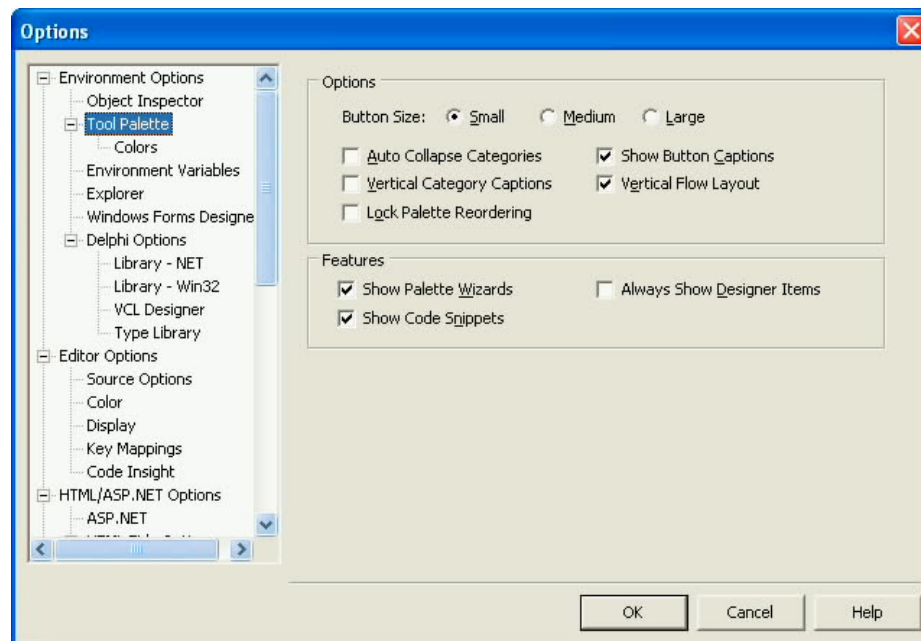 Options
Environment Options
Object Inspector
Tool Palette
Colors
Environment Variables
Explorer
Windows Forms Designe
Delphi Options
Library - NET
Library - Win32
VCL Designer
Type Library
Editor Options
Source Options
Color
Display
Key Mappings
Code Insight
HTML/ASP.NET Options
ASP.NET
Options
Button Size: Small Medium Large
Auto Collapse Categories Show Button Captions
Vertical Category Captions Vertical Flow Layout
Lock Palette Reordering
Features
Show Palette Wizards Always Show Designer Items
Show Code Snippets
OK Cancel Help